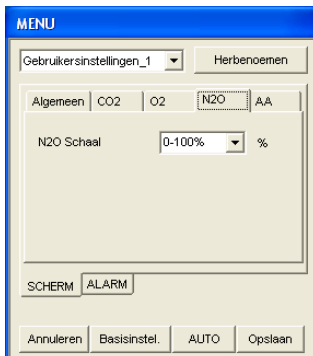 MENU
Gebruikersinstellingen_1 Herbenoemen
Algemeen CO2 O2 N2O AA
N2O Schaal 0-100% %
SCHERM ALARM
Annuleren Basisinstel. AUTO Opslaan